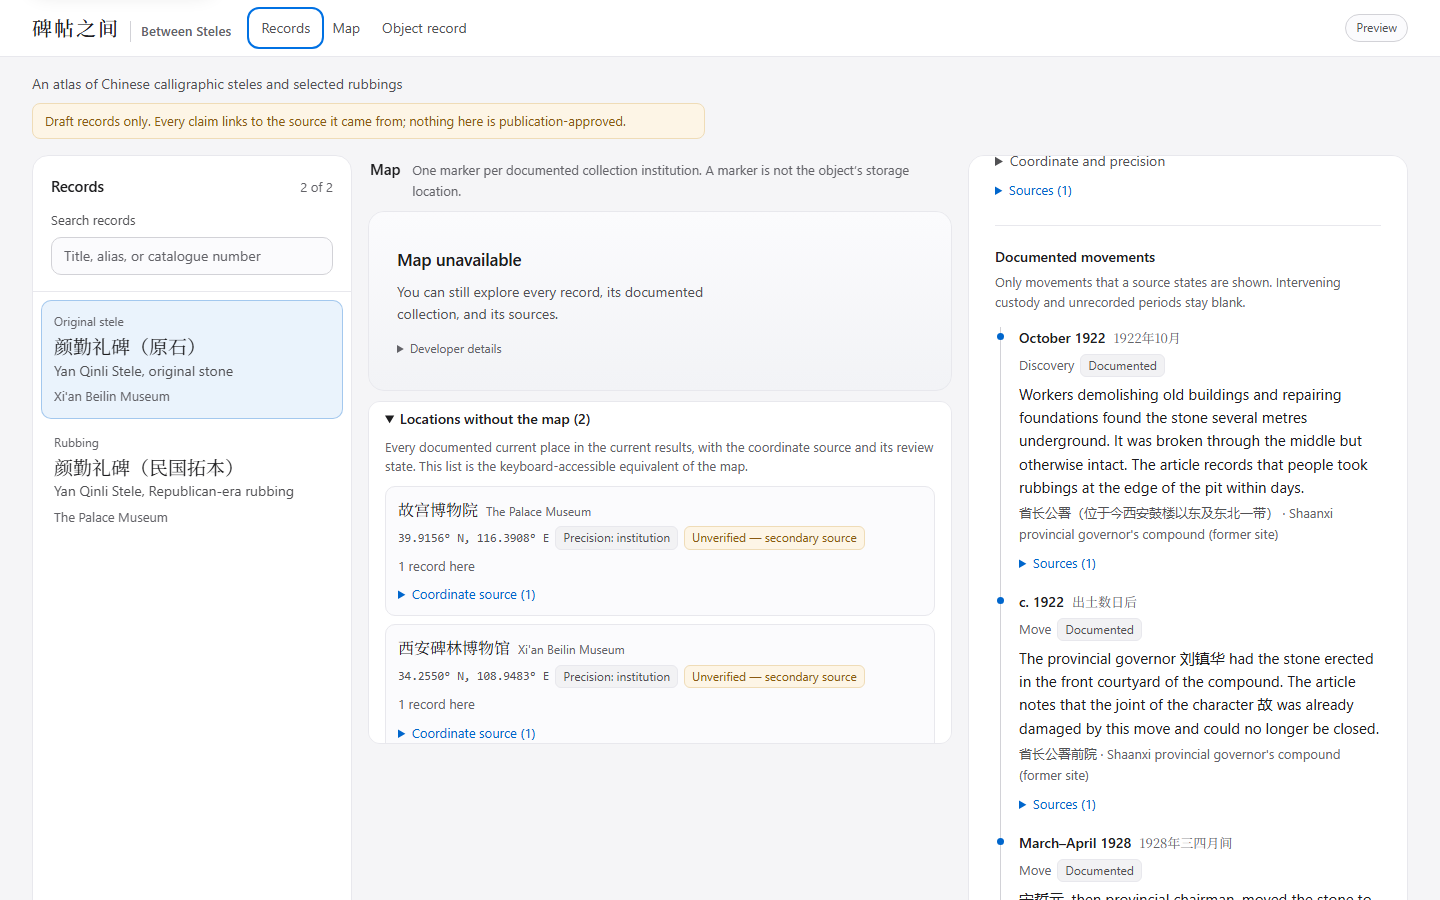 碑帖之间 Between Steles Records Map Object record Preview
An atlas of Chinese calligraphic steles and selected rubbings
Draft records only. Every claim links to the source it came from; nothing here is publication-approved.
Records 2 of 2
Search records
Title, alias, or catalogue number
Original stele
颜勤礼碑（原石）
Yan Qinli Stele, original stone
Xi'an Beilin Museum
Rubbing
颜勤礼碑（民国拓本）
Yan Qinli Stele, Republican-era rubbing
The Palace Museum
Map One marker per documented collection institution. A marker is not the object's storage
location.
Map unavailable
You can still explore every record, its documented
collection, and its sources.
Developer details
Locations without the map (2)
Every documented current place in the current results, with the coordinate source and its review
state. This list is the keyboard-accessible equivalent of the map.
故宫博物院 The Palace Museum
39.9156° N, 116.3908° E Precision: institution Unverified — secondary source
1 record here
Coordinate source (1)
西安碑林博物馆 Xi'an Beilin Museum
34.2550° N, 108.9483° E Precision: institution Unverified — secondary source
1 record here
Coordinate source (1)
Coordinate and precision
Sources (1)
Documented movements
Only movements that a source states are shown. Intervening
custody and unrecorded periods stay blank.
October 1922 1922年10月
Discovery Documented
Workers demolishing old buildings and repairing
foundations found the stone several metres
underground. It was broken through the middle but
otherwise intact. The article records that people took
rubbings at the edge of the pit within days.
省长公署（位于今西安鼓楼以东及东北一带） · Shaanxi
provincial governor's compound (former site)
Sources (1)
c. 1922 出土数日后
Move Documented
The provincial governor 刘镇华 had the stone erected
in the front courtyard of the compound. The article
notes that the joint of the character 故 was already
damaged by this move and could no longer be closed.
省长公署前院 · Shaanxi provincial governor's compound
(former site)
Sources (1)
March–April 1928 1928年三四月间
Move Documented
宋哲元, then provincial chairman, moved the stone to